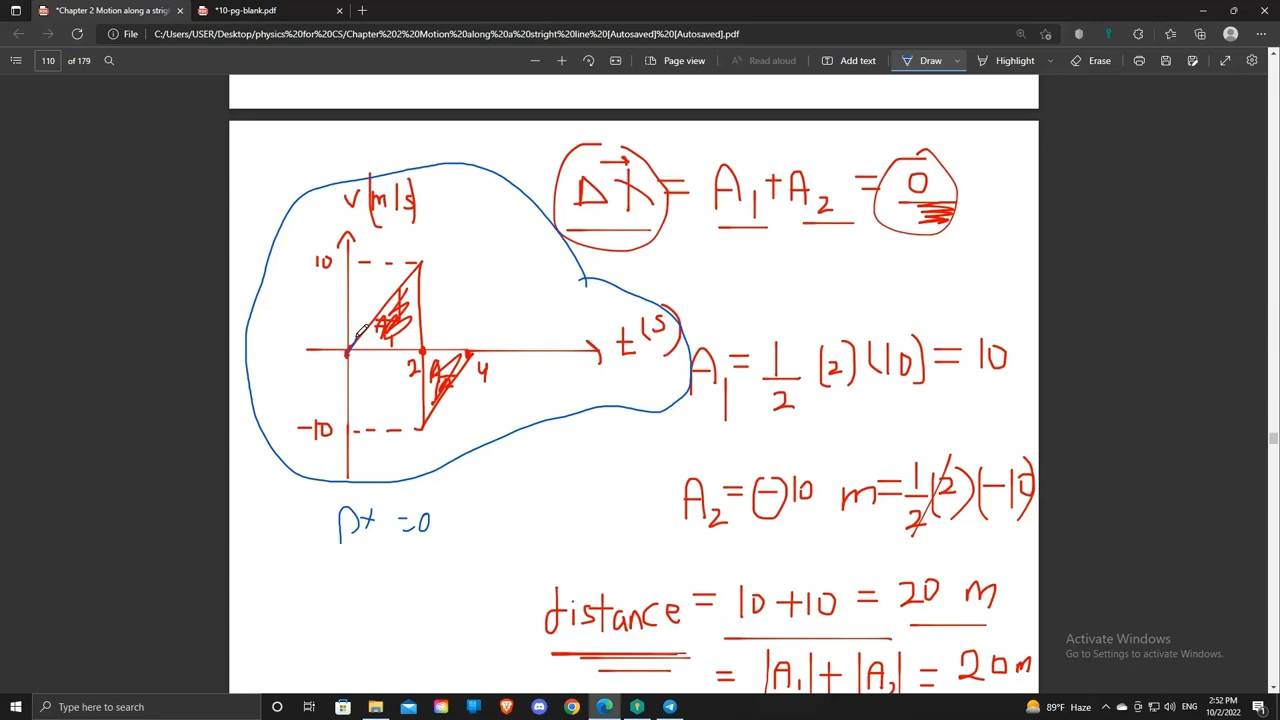 *Chapter 2 Motion along a strigh
*10-pg-blank.pdf
File C:/Users/USER/Desktop/physics%20for%20CS/Chapter%202%20Motion%20along%20a%20stright%20line%20[Autosaved]%20[Autosaved].pdf
110 of 179 Page view Read aloud Add text Draw Highlight Erase
Δx = A1+A2 = 0
v(m/s)
10
A1
t(s)
2 4
A2
-10
A1 = 1/2 (2)(10) = 10
A2 = (-)10 m = 1/2 (2)(-10)
Δx = 0
distance = 10+10 = 20 m
= |A1| + |A2| = 20m
Activate Windows
Go to Settings to activate Windows.
Type here to search
89°F Haze
2:52 PM
10/2/2022